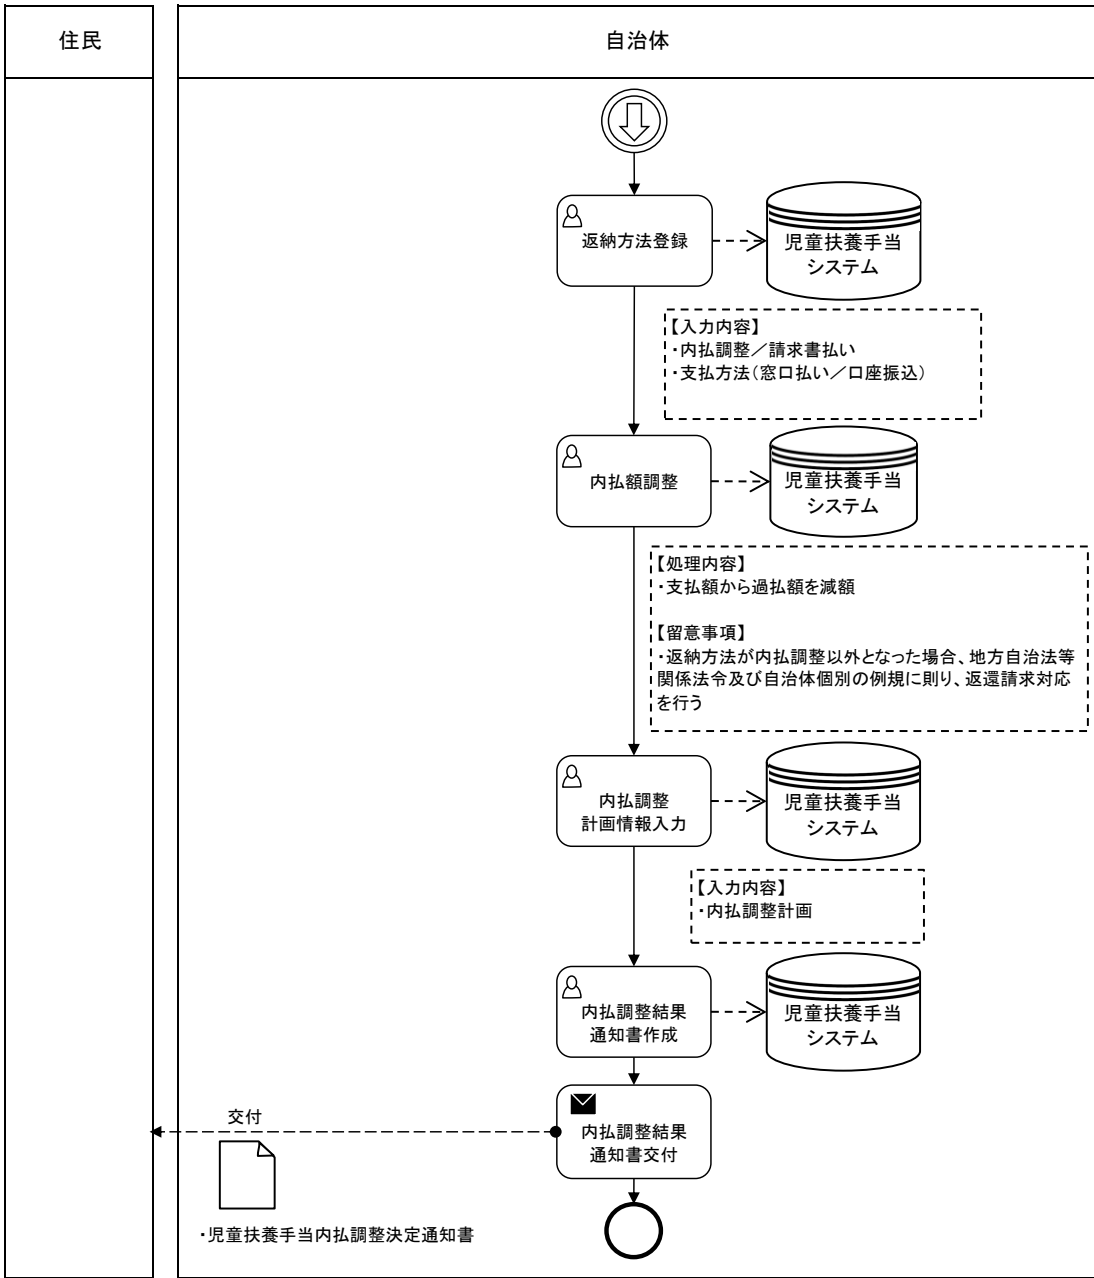 住民
自治体
返納方法登録
児童扶養手当
システム
【入力内容】
・内払調整／請求書払い
・支払方法（窓口払い／口座振込）
内払額調整
児童扶養手当
システム
【処理内容】
・支払額から過払額を減額
【留意事項】
・返納方法が内払調整以外となった場合、地方自治法等
関係法令及び自治体個別の例規に則り、返還請求対応
を行う
内払調整
計画情報入力
児童扶養手当
システム
【入力内容】
・内払調整計画
内払調整結果
通知書作成
児童扶養手当
システム
交付
内払調整結果
通知書交付
・児童扶養手当内払調整決定通知書